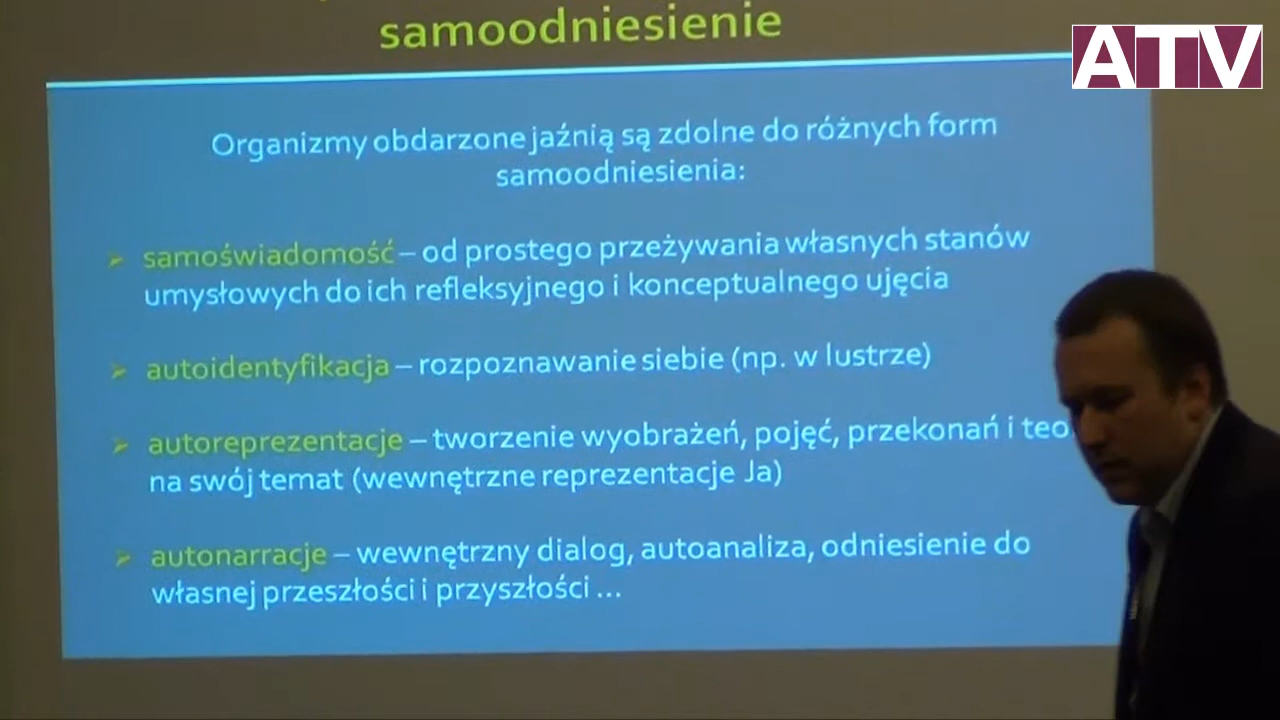 samoodniesienie
ATV
Organizmy obdarzone jaźnią są zdolne do różnych form
samoodniesienia:
➢ samoświadomość – od prostego przeżywania własnych stanów
umysłowych do ich refleksyjnego i konceptualnego ujęcia
➢ autoidentyfikacja – rozpoznawanie siebie (np. w lustrze)
➢ autoreprezentacje – tworzenie wyobrażeń, pojęć, przekonań i teo
na swój temat (wewnętrzne reprezentacje Ja)
➢ autonarracje – wewnętrzny dialog, autoanaliza, odniesienie do
własnej przeszłości i przyszłości ...